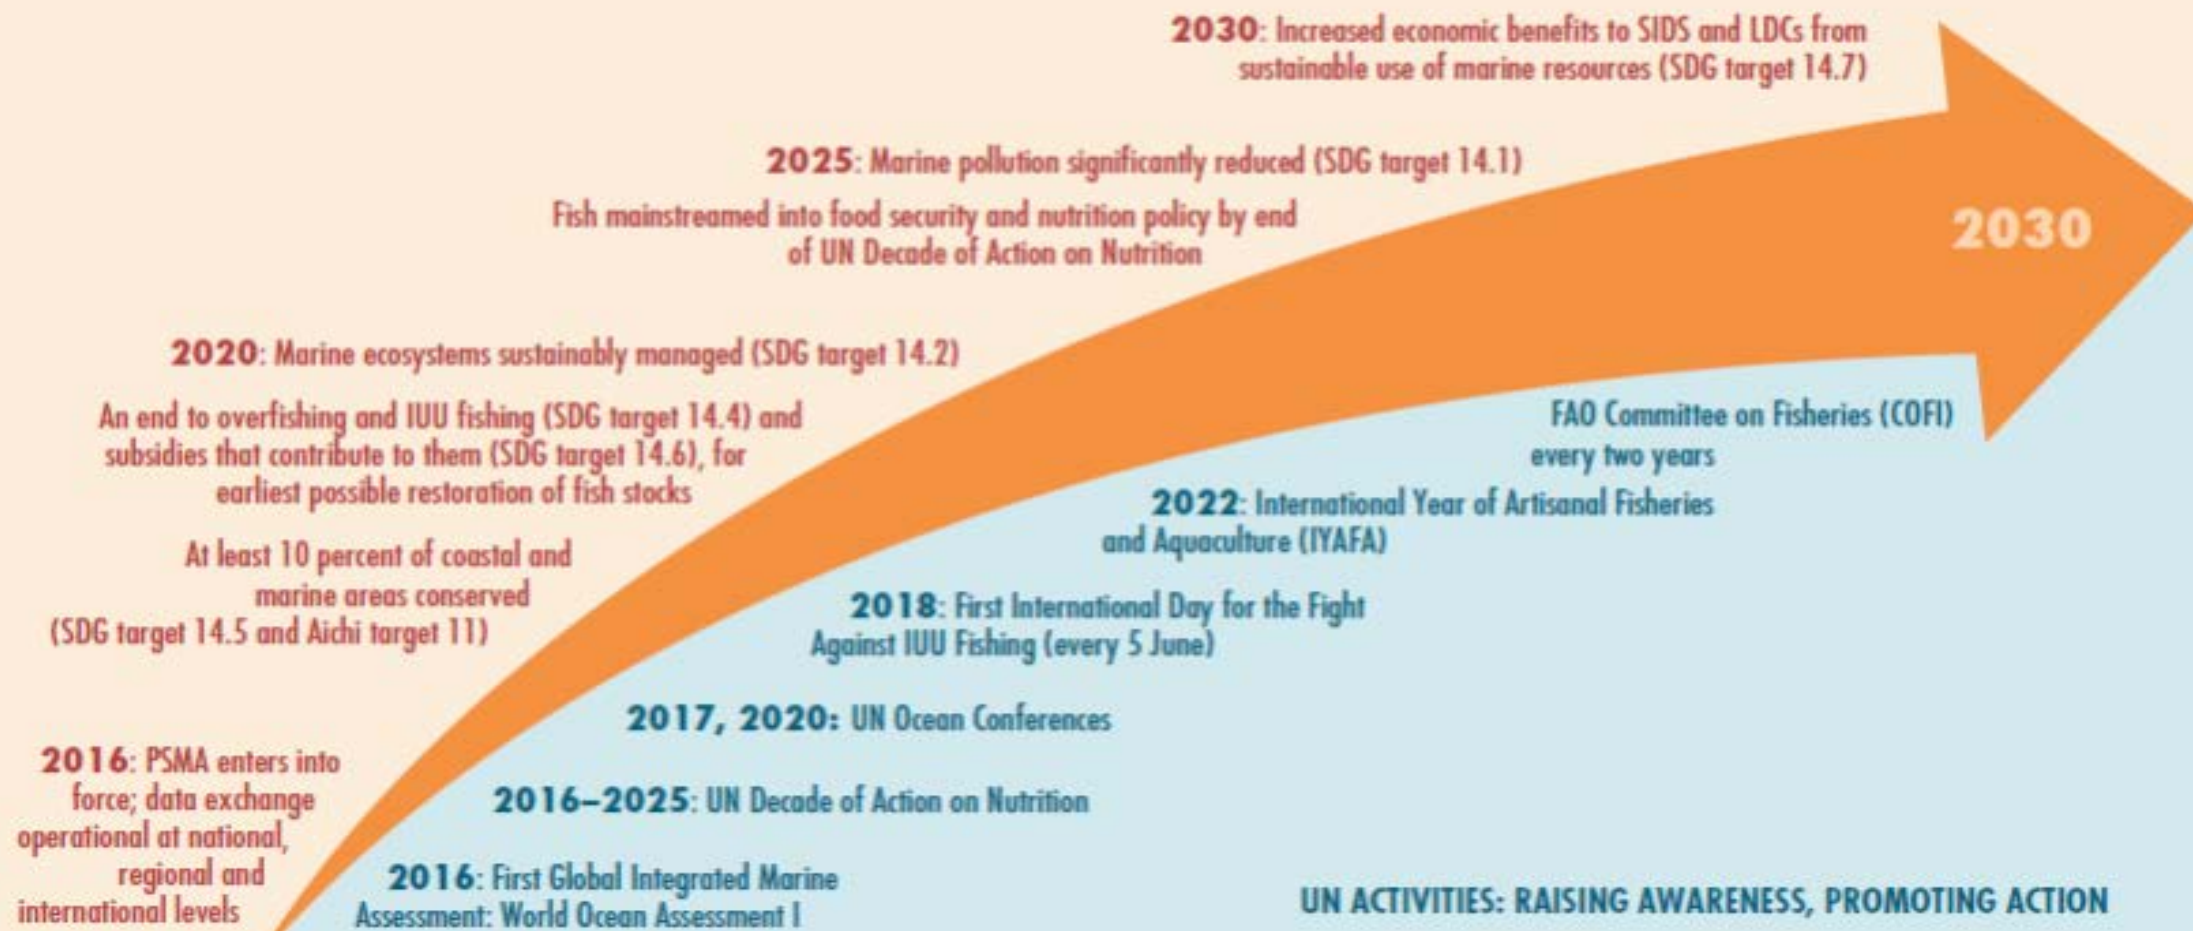 2030: Increased economic benefits to SIDS and LDCs from
sustainable use of marine resources (SDG target 14.7)
2025: Marine pollution significantly reduced (SDG target 14.1)
Fish mainstreamed into food security and nutrition policy by end
of UN Decade of Action on Nutrition
2030
2020: Marine ecosystems sustainably managed (SDG target 14.2)
An end to overfishing and IUU fishing (SDG target 14.4) and
subsidies that contribute to them (SDG target 14.6), for
earliest possible restoration of fish stocks
At least 10 percent of coastal and
marine areas conserved
(SDG target 14.5 and Aichi target 11)
2016: PSMA enters into
force; data exchange
operational at national,
regional and
international levels
FAO Committee on Fisheries (COFI)
every two years
2022: International Year of Artisanal Fisheries
and Aquaculture (IYAFA)
2018: First International Day for the Fight
Against IUU Fishing (every 5 June)
2017, 2020: UN Ocean Conferences
2016–2025: UN Decade of Action on Nutrition
2016: First Global Integrated Marine
Assessment: World Ocean Assessment I
UN ACTIVITIES: RAISING AWARENESS, PROMOTING ACTION